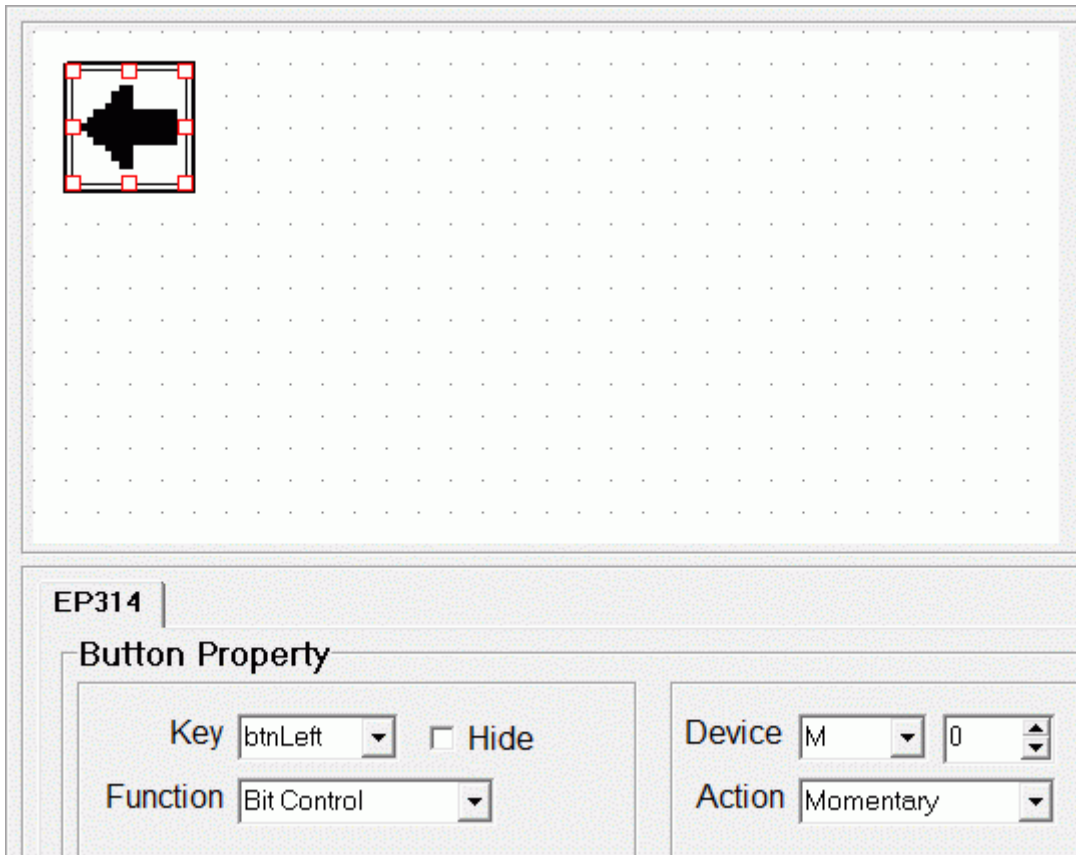 EP314
Button Property
Key btnLeft Hide
Device M 0
Function Bit Control
Action Momentary